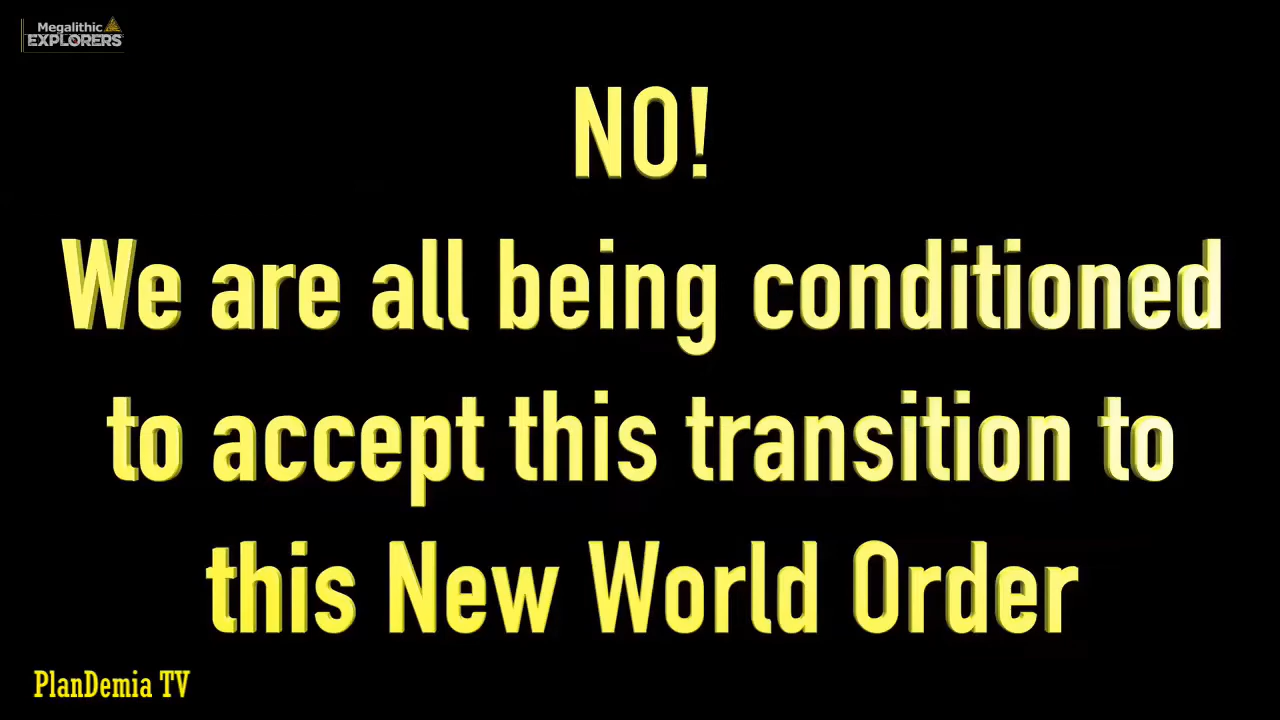 Megalithic
EXPLORERS
NO!
We are all being conditioned
to accept this transition to
this New World Order
PlanDemia TV